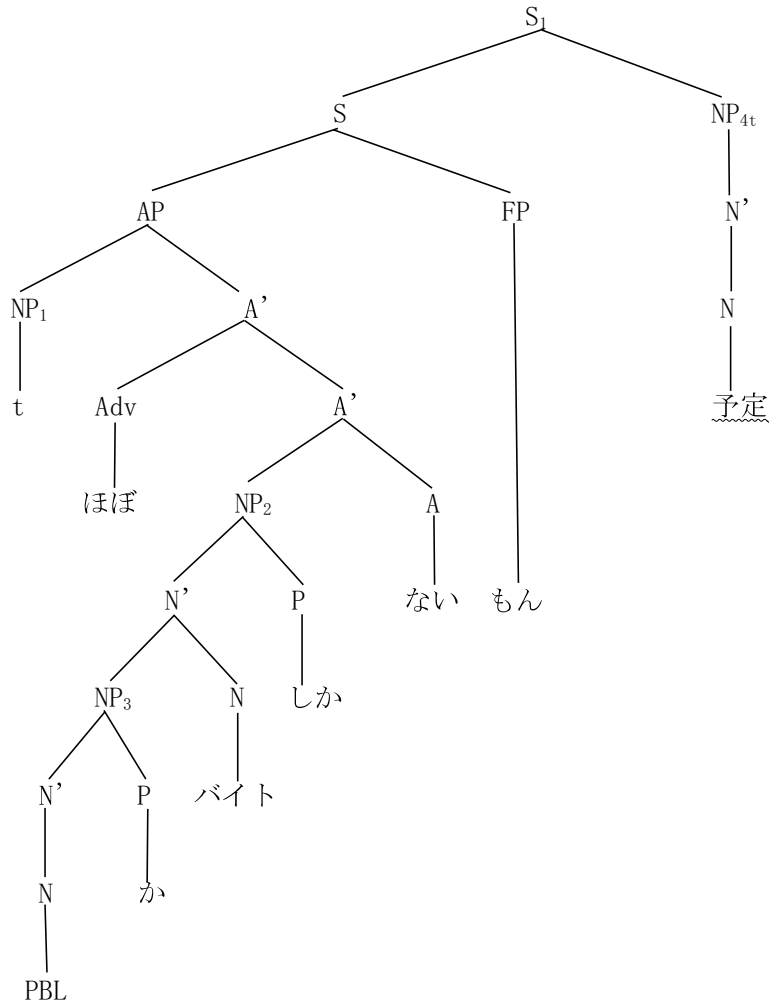 S1
S NP4t
AP FP N’
NP1 A’ N
t Adv A’ 予定
ほぼ NP2 A
N’ P ない もん
NP3 N しか
N’ P バイト
N か
PBL